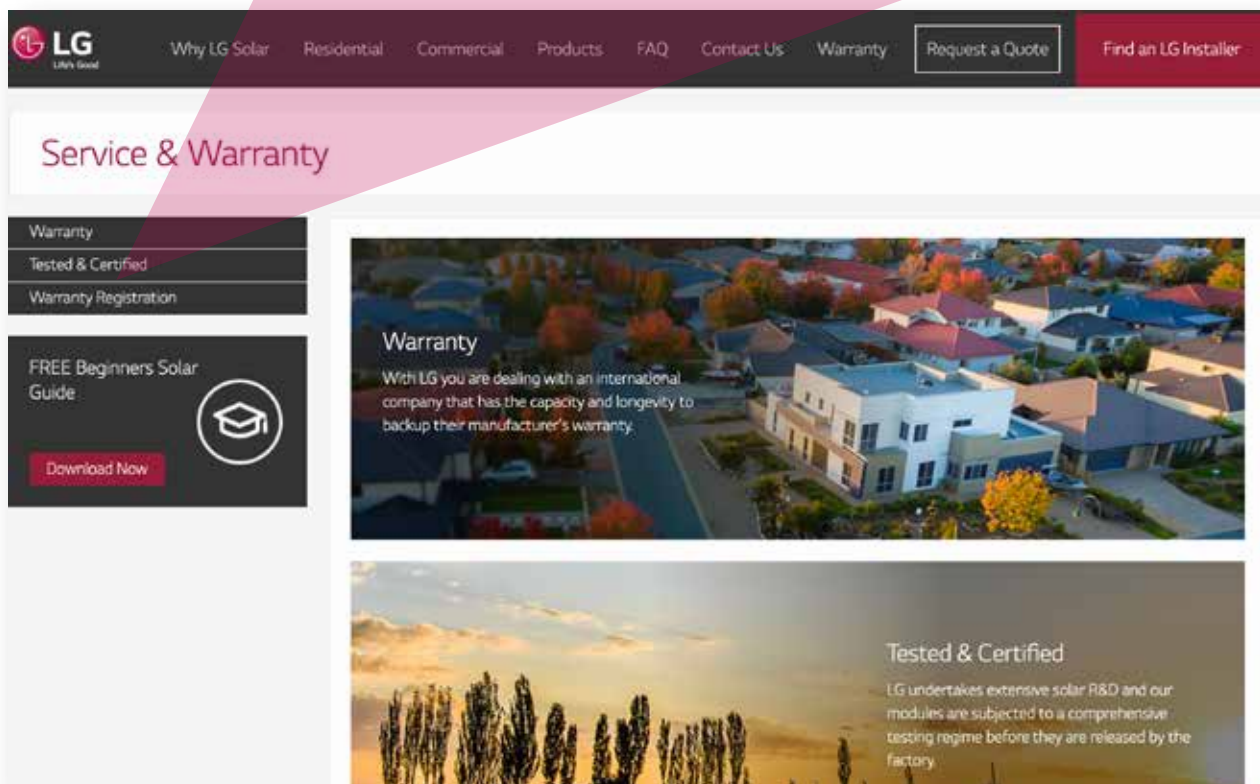 LG
Life's Good
Why LG Solar
Residential
Commercial
Products
FAQ
Contact Us
Warranty
Request a Quote
Find an LG Installer
Service & Warranty
Warranty
Tested & Certified
Warranty Registration
FREE Beginners Solar
Guide
Download Now
Warranty
With LG you are dealing with an international
company that has the capacity and longevity to
backup their manufacturer's warranty.
Tested & Certified
LG undertakes extensive solar R&D and our
modules are subjected to a comprehensive
testing regime before they are released by the
factory.